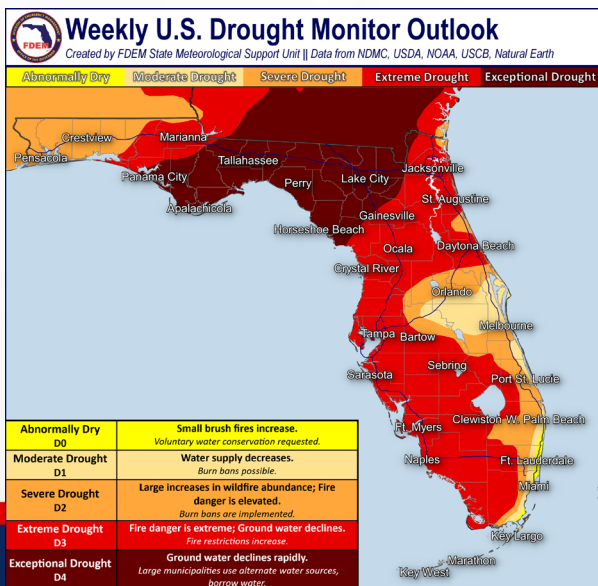 FDEM
Weekly U.S. Drought Monitor Outlook
Created by FDEM State Meteorological Support Unit || Data from NDMC, USDA, NOAA, USCB, Natural Earth
Abnormally Dry Moderate Drought Severe Drought Extreme Drought Exceptional Drought
Crestview
Marianna
Pensacola
Tallahassee
Jacksonville
Panama City
Perry
Lake City
Apalachicola
St. Augustine
Gainesville
Horseshoe Beach
Ocala
Daytona Beach
Crystal River
Orlando
Melbourne
Tampa
Bartow
Sebring
Sarasota
Port St. Lucie
Clewiston
W. Palm Beach
Ft. Myers
Naples
Ft. Lauderdale
Miami
Key Largo
Marathon
Key West
Abnormally Dry
D0
Small brush fires increase.
Voluntary water conservation requested.
Moderate Drought
D1
Water supply decreases.
Burn bans possible.
Severe Drought
D2
Large increases in wildfire abundance; Fire
danger is elevated.
Burn bans are implemented.
Extreme Drought
D3
Fire danger is extreme; Ground water declines.
Fire restrictions increase.
Exceptional Drought
D4
Ground water declines rapidly.
Large municipalities use alternate water sources,
borrow water.